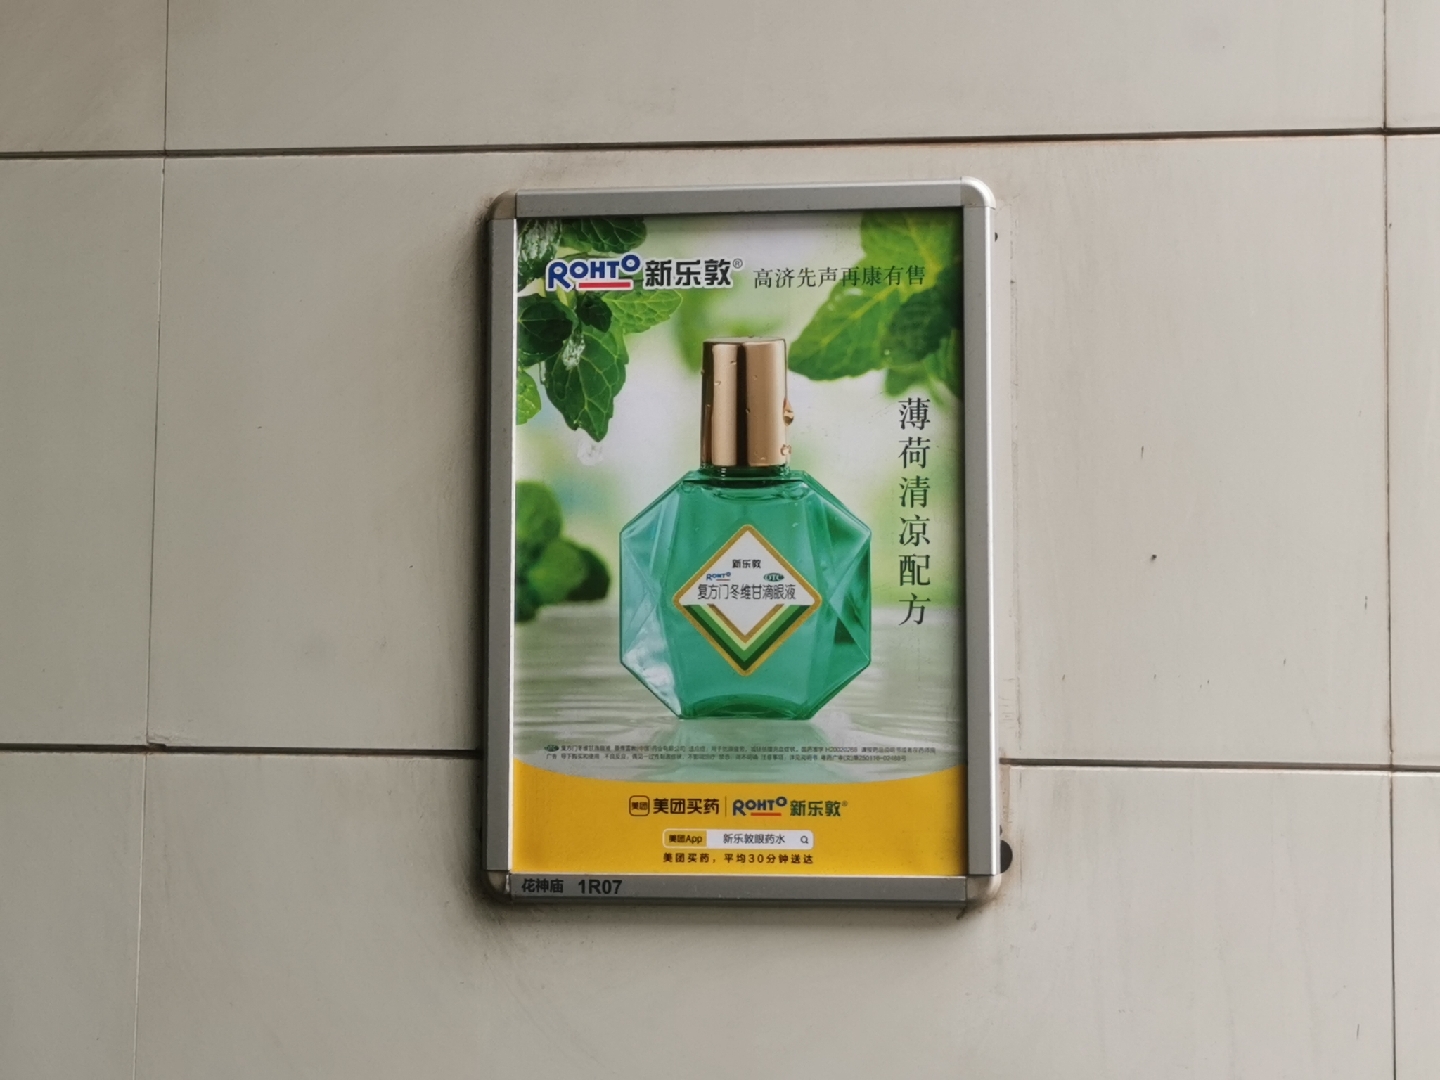 ROHTO 新乐敦® 高济先声再康有售
薄荷清凉配方
新乐敦
ROHTO OTC
复方门冬维甘滴眼液
美团 美团买药 ROHTO 新乐敦®
美团App 新乐敦眼药水
美团买药，平均30分钟送达
花神庙 1R07